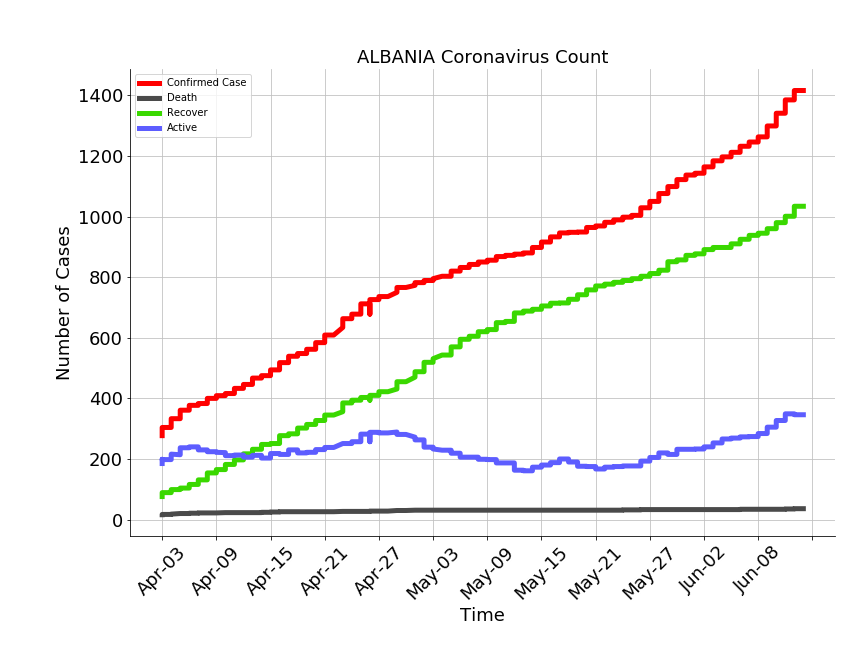 ALBANIA Coronavirus Count
Confirmed Case
Death
Recover
Active
Number of Cases
1400
1200
1000
800
600
400
200
0
Apr-03
Apr-09
Apr-15
Apr-21
Apr-27
May-03
May-09
May-15
May-21
May-27
Jun-02
Jun-08
Time